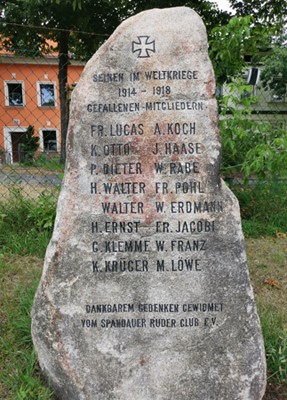 SEINEN IM WELTKRIEGE
1914 - 1918
GEFALLENEN-MITGLIEDERN
FR. LUCAS A. KOCH
K. OTTO - J. HAASE
P. DIETER W. RABE
H. WALTER FR. POHL
WALTER W. ERDMANN
H. ERNST - FR. JACOBI
G. KLEMME W. FRANZ
K. KRÜGER M. LÖWE
DANKBAREM GEDENKEN GEWIDMET
VOM SPANDAUER RUDER CLUB E.V.